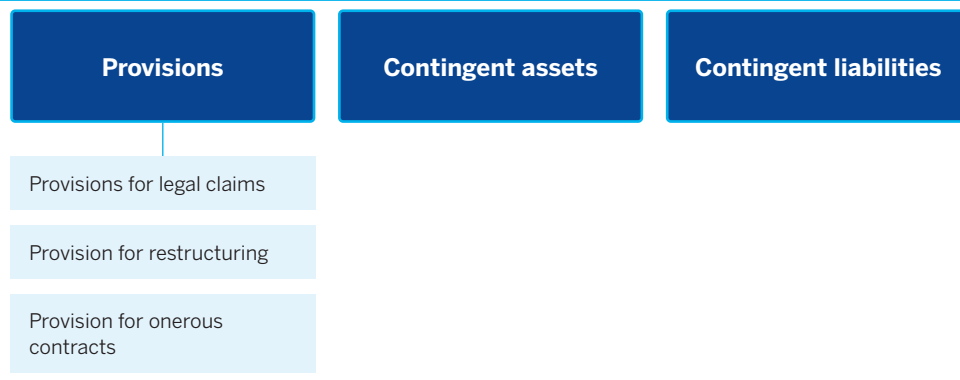 Provisions
Contingent assets
Contingent liabilities
Provisions for legal claims
Provision for restructuring
Provision for onerous
contracts